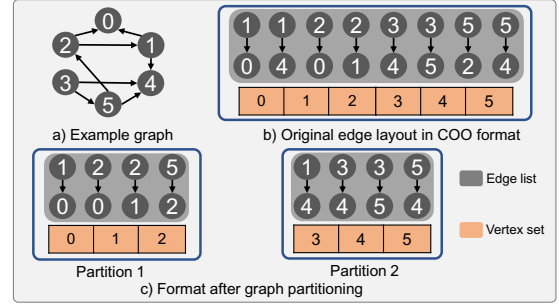 0
2 1
3 4
5
a) Example graph
1 1 2 2 3 3 5 5
0 4 0 1 4 5 2 4
0 1 2 3 4 5
b) Original edge layout in COO format
1 2 2 5
0 0 1 2
0 1 2
Partition 1
1 3 3 5
4 4 5 4
3 4 5
Partition 2
Edge list
Vertex set
c) Format after graph partitioning